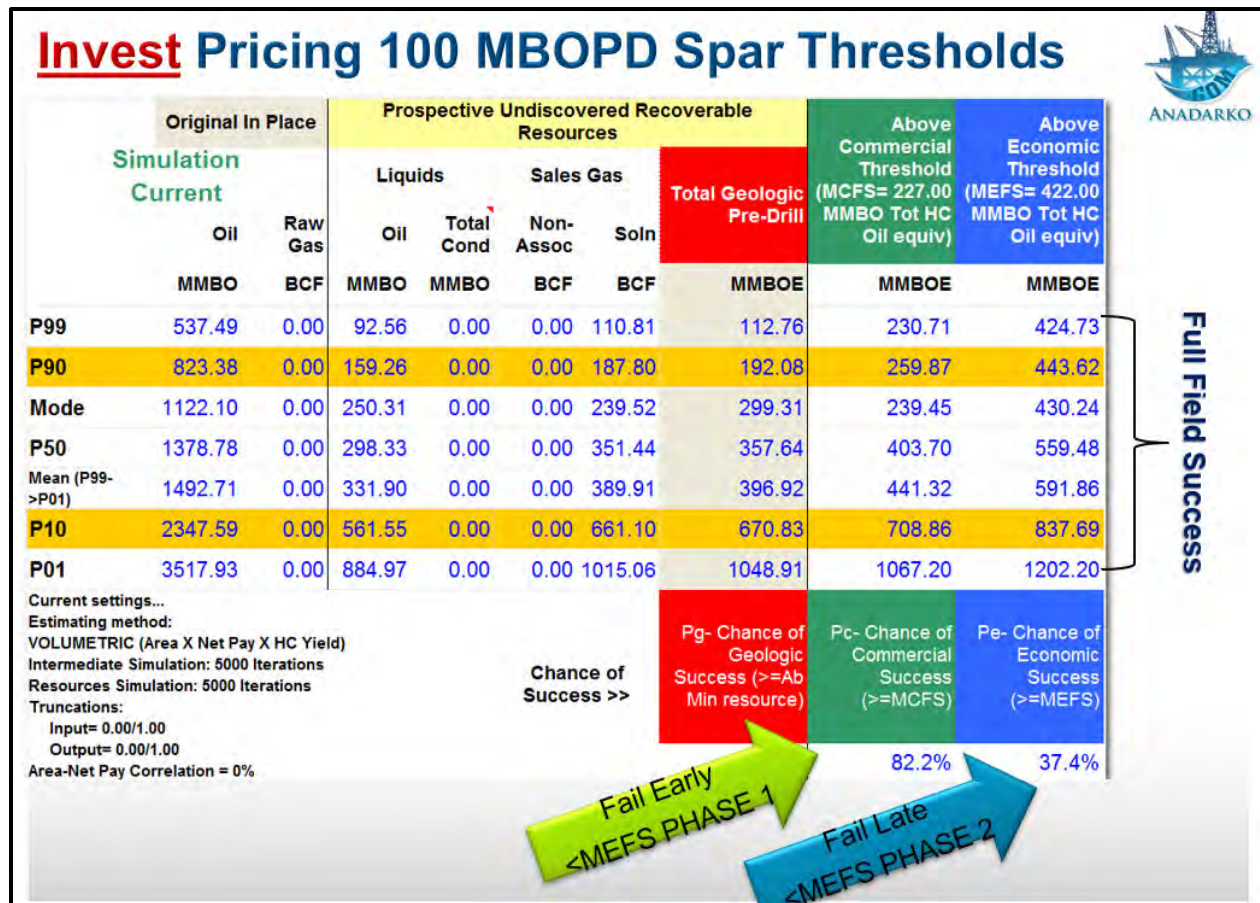 Invest Pricing 100 MBOPD Spar Thresholds
GOM
ANADARKO
Original In Place
Prospective Undiscovered Recoverable
Resources
Simulation
Current
Liquids
Sales Gas
Total Geologic
Pre-Drill
Above
Commercial
Threshold
(MCFS= 227.00
MMBO Tot HC
Oil equiv)
Above
Economic
Threshold
(MEFS= 422.00
MMBO Tot HC
Oil equiv)
Oil
Raw
Gas
Oil
Total
Cond
Non-
Assoc
Soln
MMBO BCF MMBO MMBO BCF BCF MMBOE MMBOE MMBOE
P99 537.49 0.00 92.56 0.00 0.00 110.81 112.76 230.71 424.73
P90 823.38 0.00 159.26 0.00 0.00 187.80 192.08 259.87 443.62
Mode 1122.10 0.00 250.31 0.00 0.00 239.52 299.31 239.45 430.24
P50 1378.78 0.00 298.33 0.00 0.00 351.44 357.64 403.70 559.48
Mean (P99-
>P01) 1492.71 0.00 331.90 0.00 0.00 389.91 396.92 441.32 591.86
P10 2347.59 0.00 561.55 0.00 0.00 661.10 670.83 708.86 837.69
P01 3517.93 0.00 884.97 0.00 0.00 1015.06 1048.91 1067.20 1202.20
Full Field Success
Current settings...
Estimating method:
VOLUMETRIC (Area X Net Pay X HC Yield)
Intermediate Simulation: 5000 Iterations
Resources Simulation: 5000 Iterations
Truncations:
Input= 0.00/1.00
Output= 0.00/1.00
Area-Net Pay Correlation = 0%
Chance of
Success >>
Pg- Chance of
Geologic
Success (>=Ab
Min resource)
Pc- Chance of
Commercial
Success
(>=MCFS)
Pe- Chance of
Economic
Success
(>=MEFS)
82.2% 37.4%
Fail Early
<MEFS PHASE 1
Fail Late
<MEFS PHASE 2